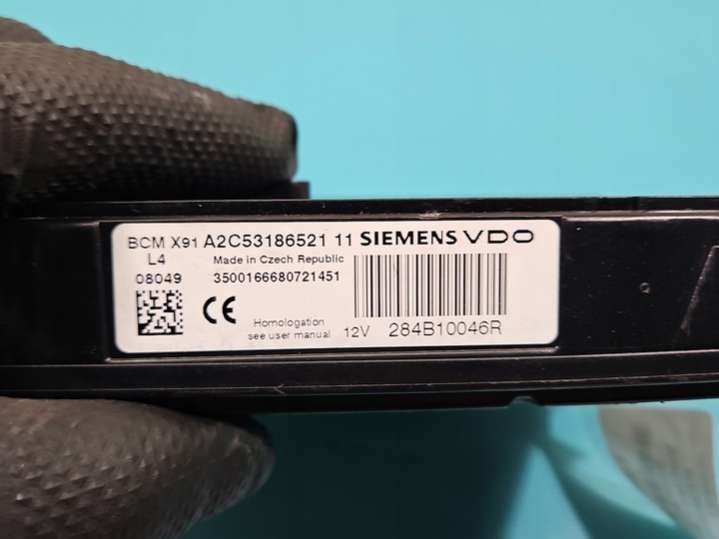 BCM X91 A2C53186521 11 SIEMENS VDO
L4 Made in Czech Republic
08049 3500166680721451
CE
Homologation
see user manual 12V 284B10046R